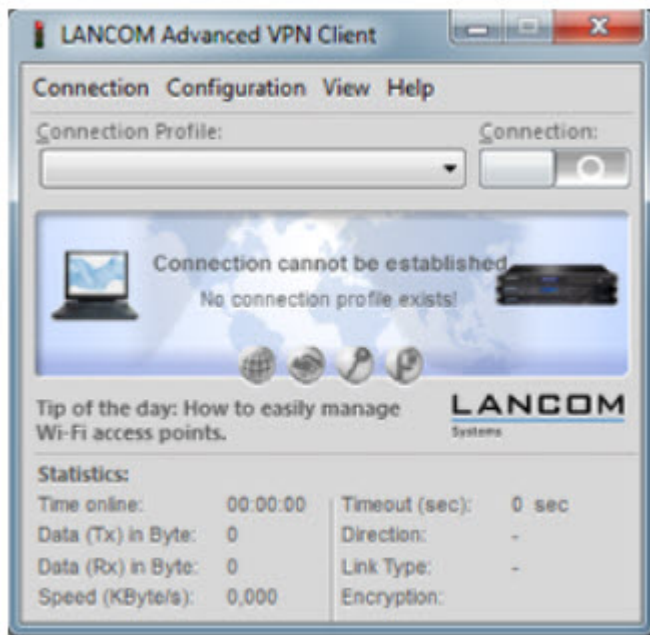 LANCOM Advanced VPN Client
Connection Configuration View Help
Connection Profile: Connection:
Connection cannot be established
No connection profile exists!
Tip of the day: How to easily manage
Wi-Fi access points.
LANCOM
Systems
Statistics:
Time online: 00:00:00 Timeout (sec): 0 sec
Data (Tx) in Byte: 0 Direction: -
Data (Rx) in Byte: 0 Link Type: -
Speed (KByte/s): 0,000 Encryption: